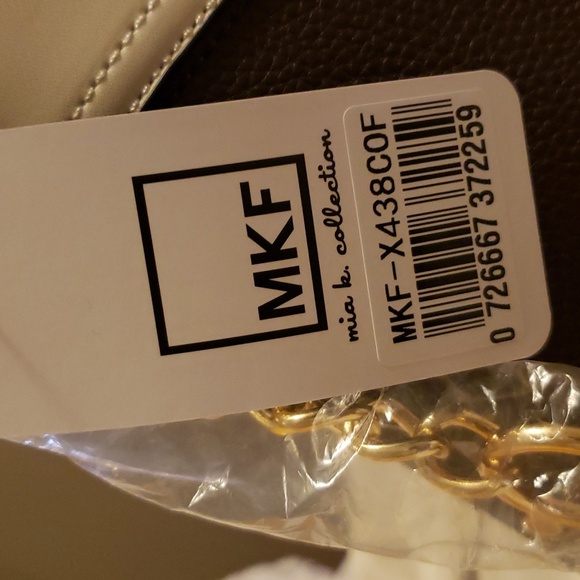 MKF
mia k. collection
MKF-X438COF
0 726667 372259